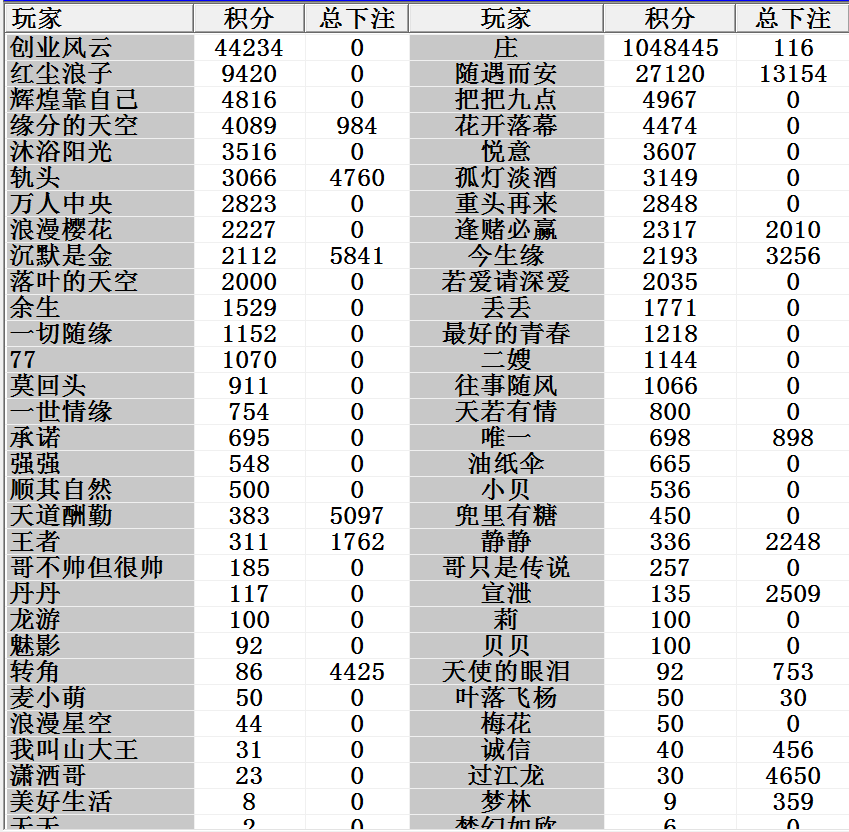 玩家 积分 总下注 玩家 积分 总下注
创业风云 44234 0 庄 1048445 116
红尘浪子 9420 0 随遇而安 27120 13154
辉煌靠自己 4816 0 把把九点 4967 0
缘分的天空 4089 984 花开落幕 4474 0
沐浴阳光 3516 0 悦意 3607 0
轨头 3066 4760 孤灯淡酒 3149 0
万人中央 2823 0 重头再来 2848 0
浪漫樱花 2227 0 逢赌必赢 2317 2010
沉默是金 2112 5841 今生缘 2193 3256
落叶的天空 2000 0 若爱请深爱 2035 0
余生 1529 0 丢丢 1771 0
一切随缘 1152 0 最好的青春 1218 0
77 1070 0 二嫂 1144 0
莫回头 911 0 往事随风 1066 0
一世情缘 754 0 天若有情 800 0
承诺 695 0 唯一 698 898
强强 548 0 油纸伞 665 0
顺其自然 500 0 小贝 536 0
天道酬勤 383 5097 兜里有糖 450 0
王者 311 1762 静静 336 2248
哥不帅但很帅 185 0 哥只是传说 257 0
丹丹 117 0 宣泄 135 2509
龙游 100 0 莉 100 0
魅影 92 0 贝贝 100 0
转角 86 4425 天使的眼泪 92 753
麦小萌 50 0 叶落飞杨 50 30
浪漫星空 44 0 梅花 50 0
我叫山大王 31 0 诚信 40 456
潇洒哥 23 0 过江龙 30 4650
美好生活 8 0 梦林 9 359